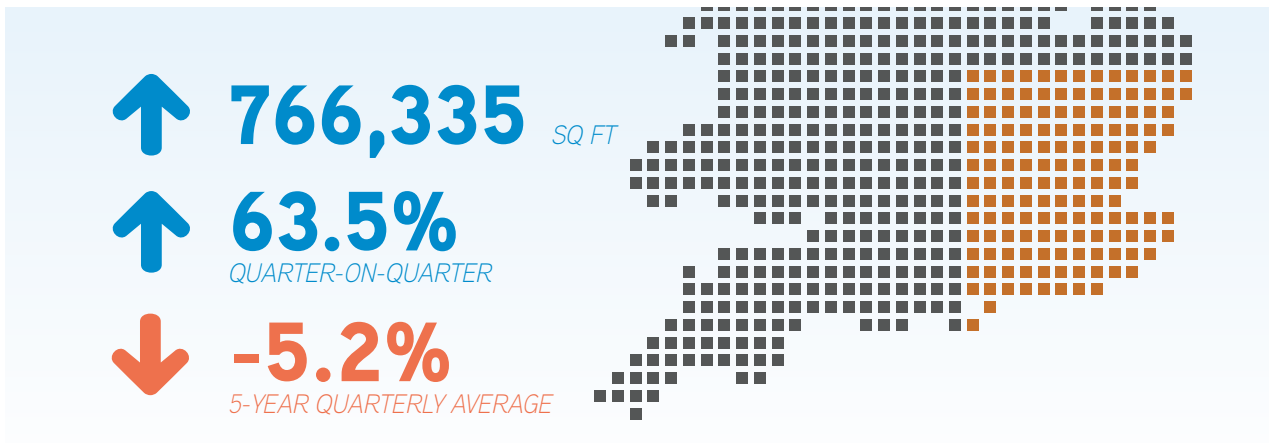 766,335 SQ FT
63.5%
QUARTER-ON-QUARTER
-5.2%
5-YEAR QUARTERLY AVERAGE